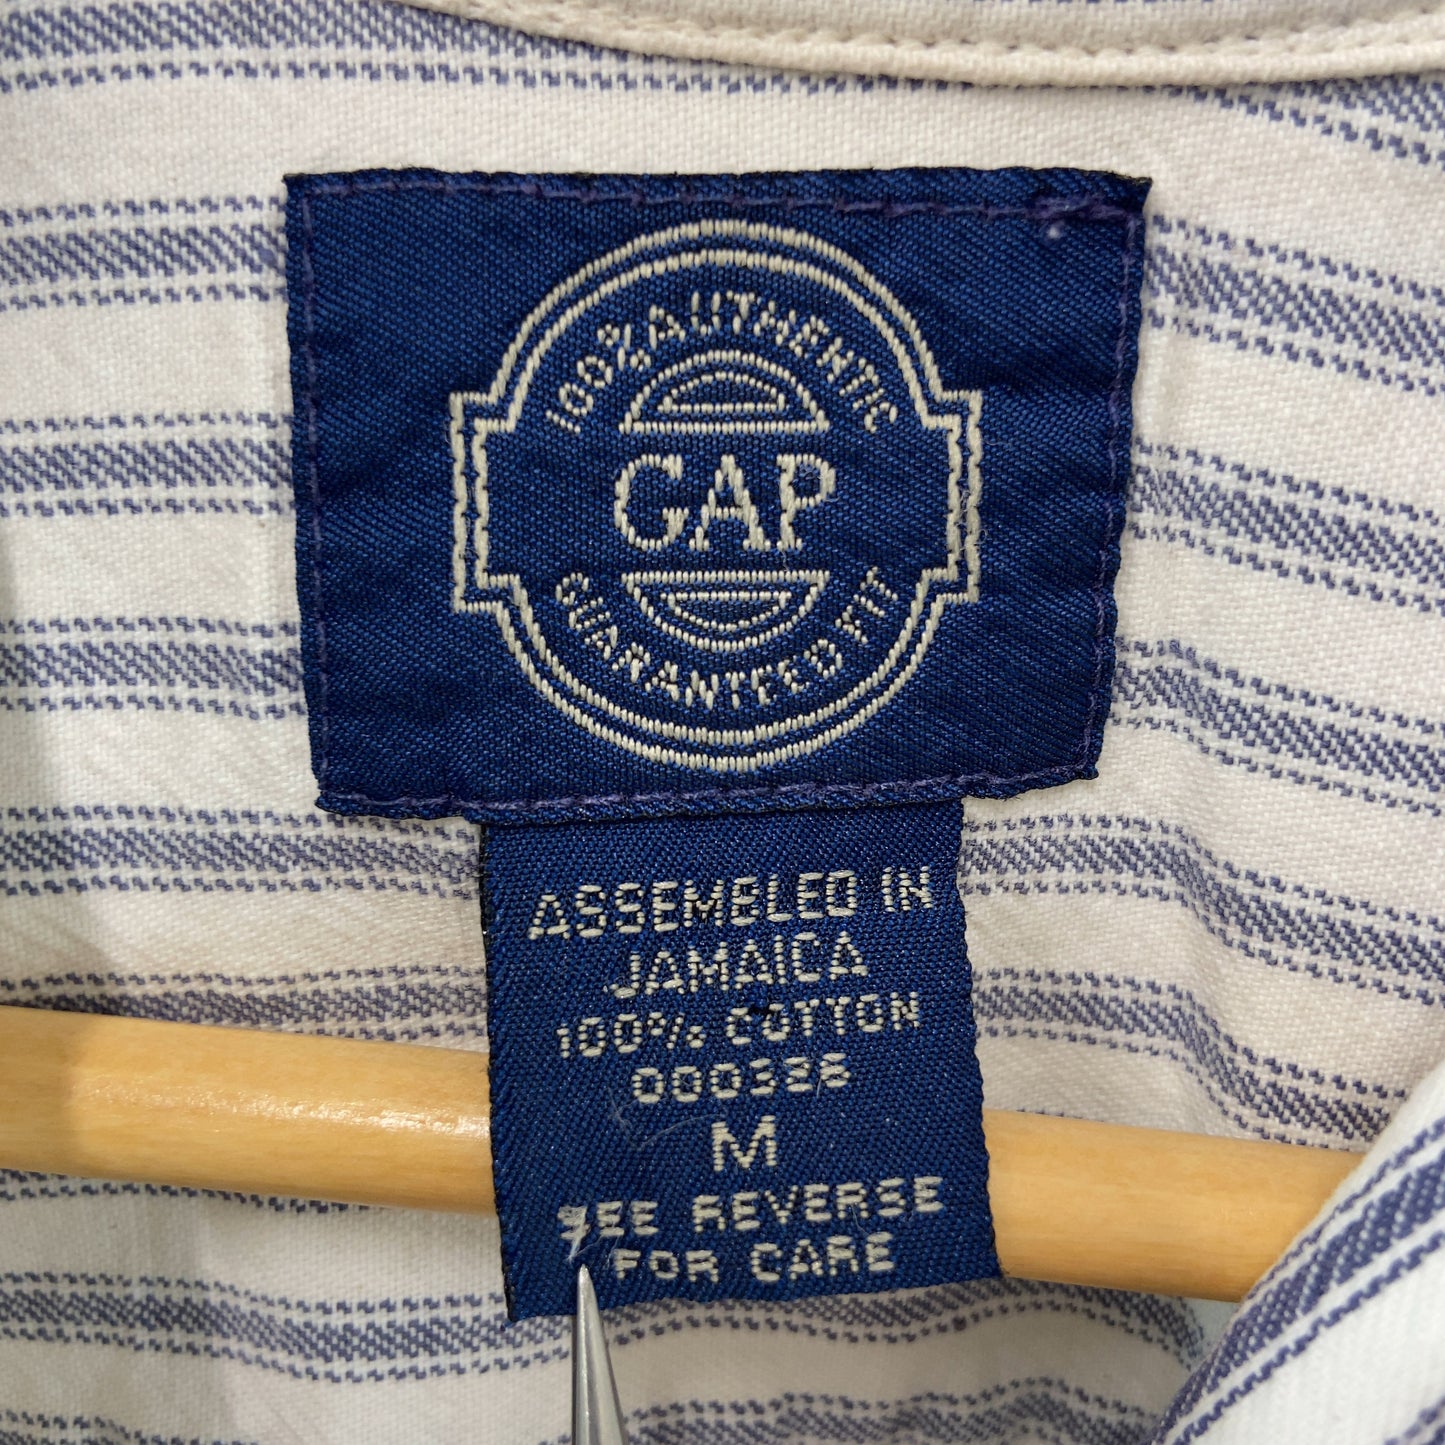 100% AUTHENTIC
GAP
GUARANTEED FIT
ASSEMBLED IN
JAMAICA
100% COTTON
000326
M
SEE REVERSE
FOR CARE